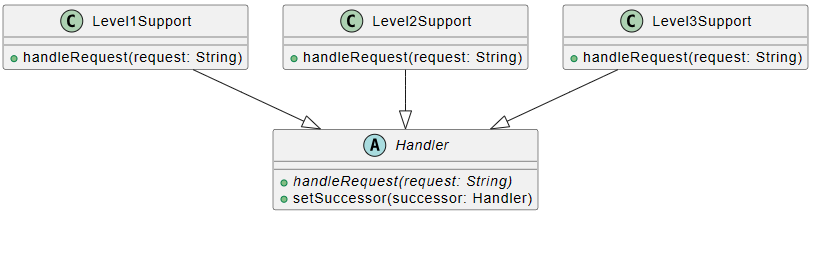 C Level1Support
handleRequest(request: String)
C Level2Support
handleRequest(request: String)
C Level3Support
handleRequest(request: String)
A Handler
handleRequest(request: String)
setSuccessor(successor: Handler)